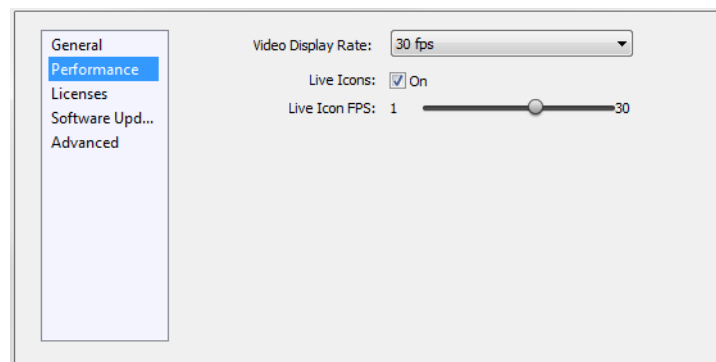 General
Performance
Licenses
Software Upd...
Advanced
Video Display Rate: 30 fps
Live Icons: On
Live Icon FPS: 1 30